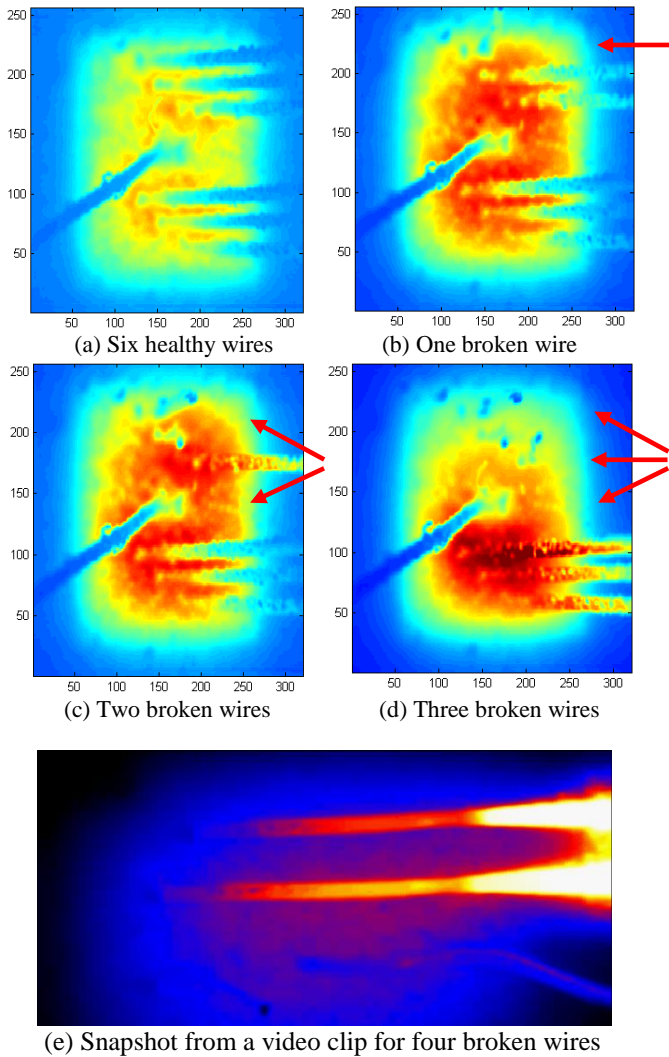 250
200
150
100
50
50 100 150 200 250 300
(a) Six healthy wires
250
200
150
100
50
50 100 150 200 250 300
(b) One broken wire
250
200
150
100
50
50 100 150 200 250 300
(c) Two broken wires
250
200
150
100
50
50 100 150 200 250 300
(d) Three broken wires
(e) Snapshot from a video clip for four broken wires